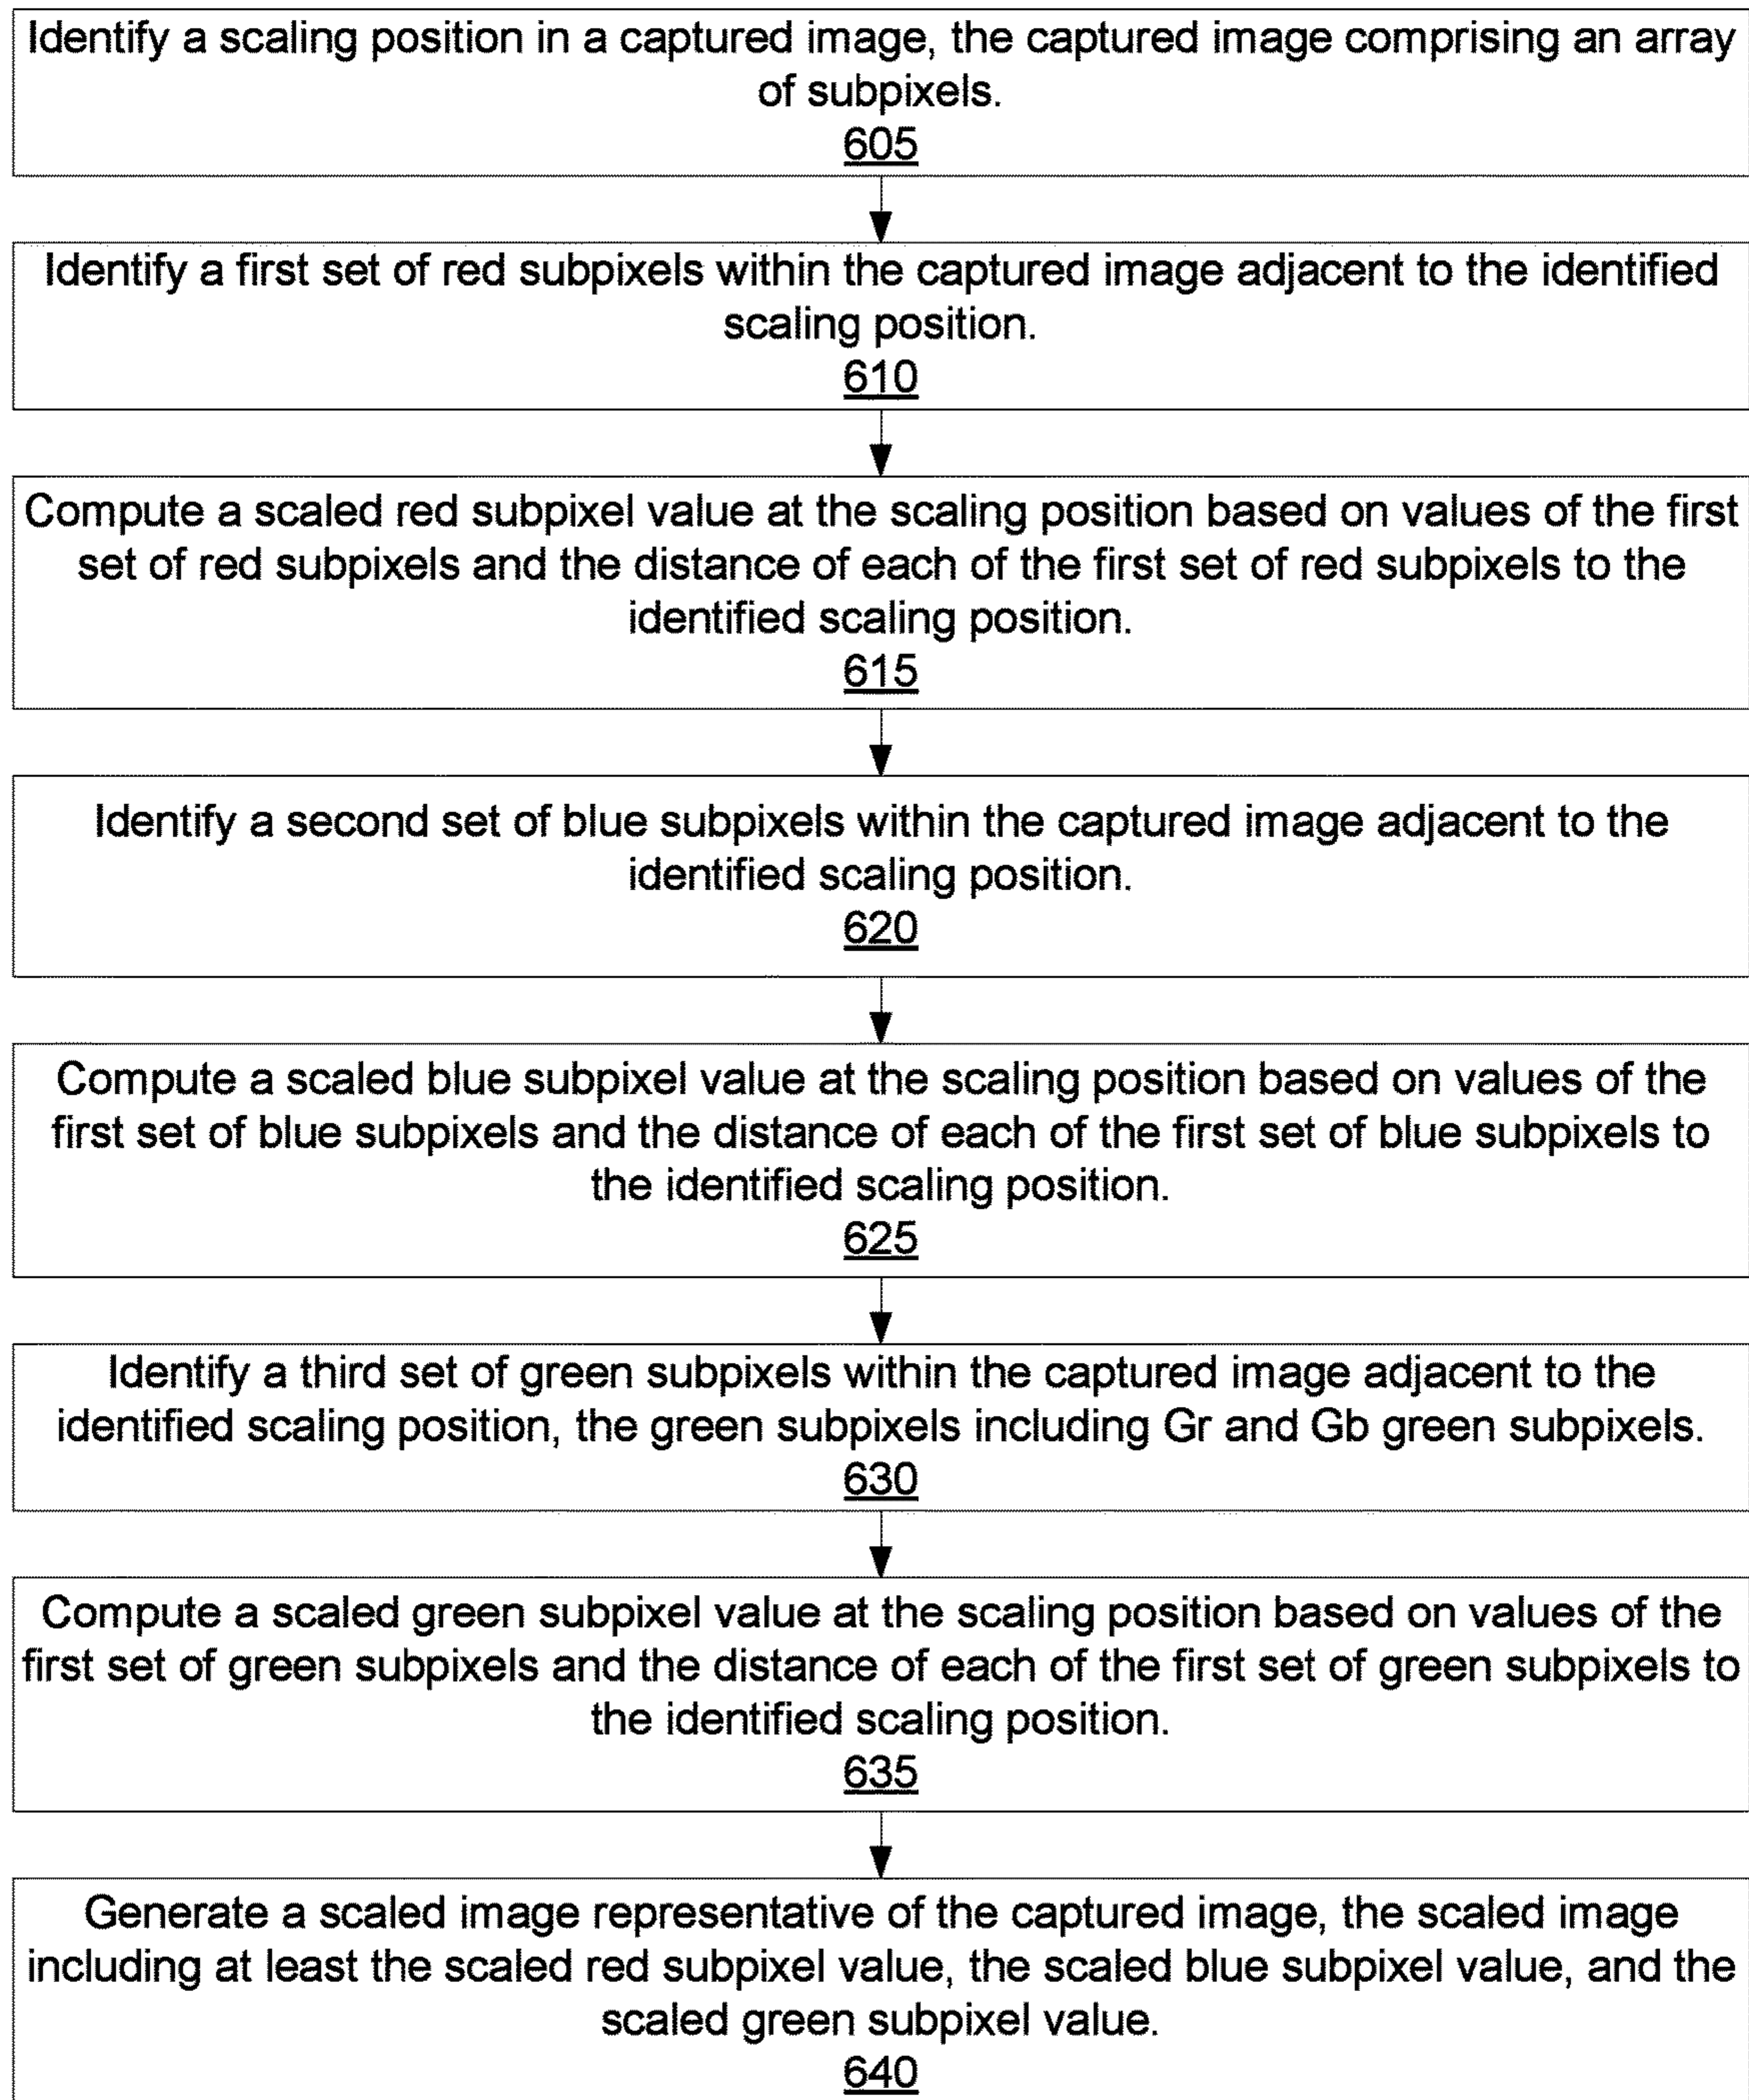 Identify a scaling position in a captured image, the captured image comprising an array
of subpixels.
605
Identify a first set of red subpixels within the captured image adjacent to the identified
scaling position.
610
Compute a scaled red subpixel value at the scaling position based on values of the first
set of red subpixels and the distance of each of the first set of red subpixels to the
identified scaling position.
615
Identify a second set of blue subpixels within the captured image adjacent to the
identified scaling position.
620
Compute a scaled blue subpixel value at the scaling position based on values of the
first set of blue subpixels and the distance of each of the first set of blue subpixels to
the identified scaling position.
625
Identify a third set of green subpixels within the captured image adjacent to the
identified scaling position, the green subpixels including Gr and Gb green subpixels.
630
Compute a scaled green subpixel value at the scaling position based on values of the
first set of green subpixels and the distance of each of the first set of green subpixels to
the identified scaling position.
635
Generate a scaled image representative of the captured image, the scaled image
including at least the scaled red subpixel value, the scaled blue subpixel value, and the
scaled green subpixel value.
640